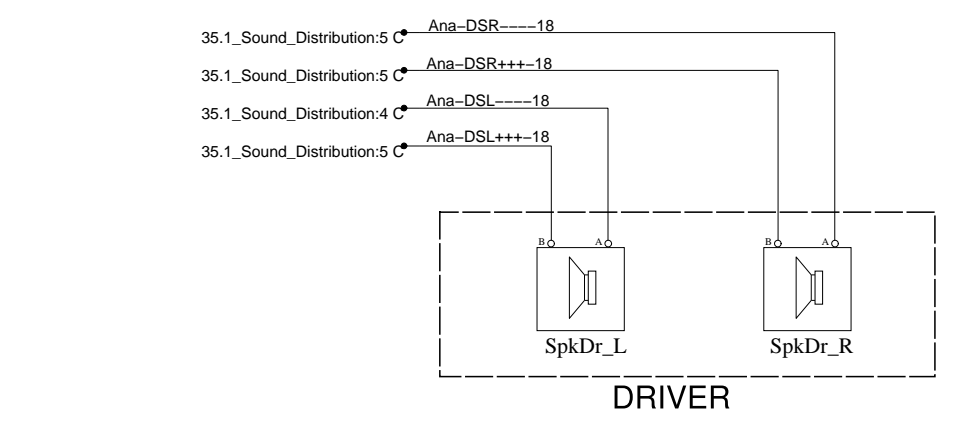 Ana−DSR−−−−18
35.1_Sound_Distribution:5 C
Ana−DSR+++−18
35.1_Sound_Distribution:5 C
Ana−DSL−−−−18
35.1_Sound_Distribution:4 C
Ana−DSL+++−18
35.1_Sound_Distribution:5 C
B A B A
SpkDr_L SpkDr_R
DRIVER